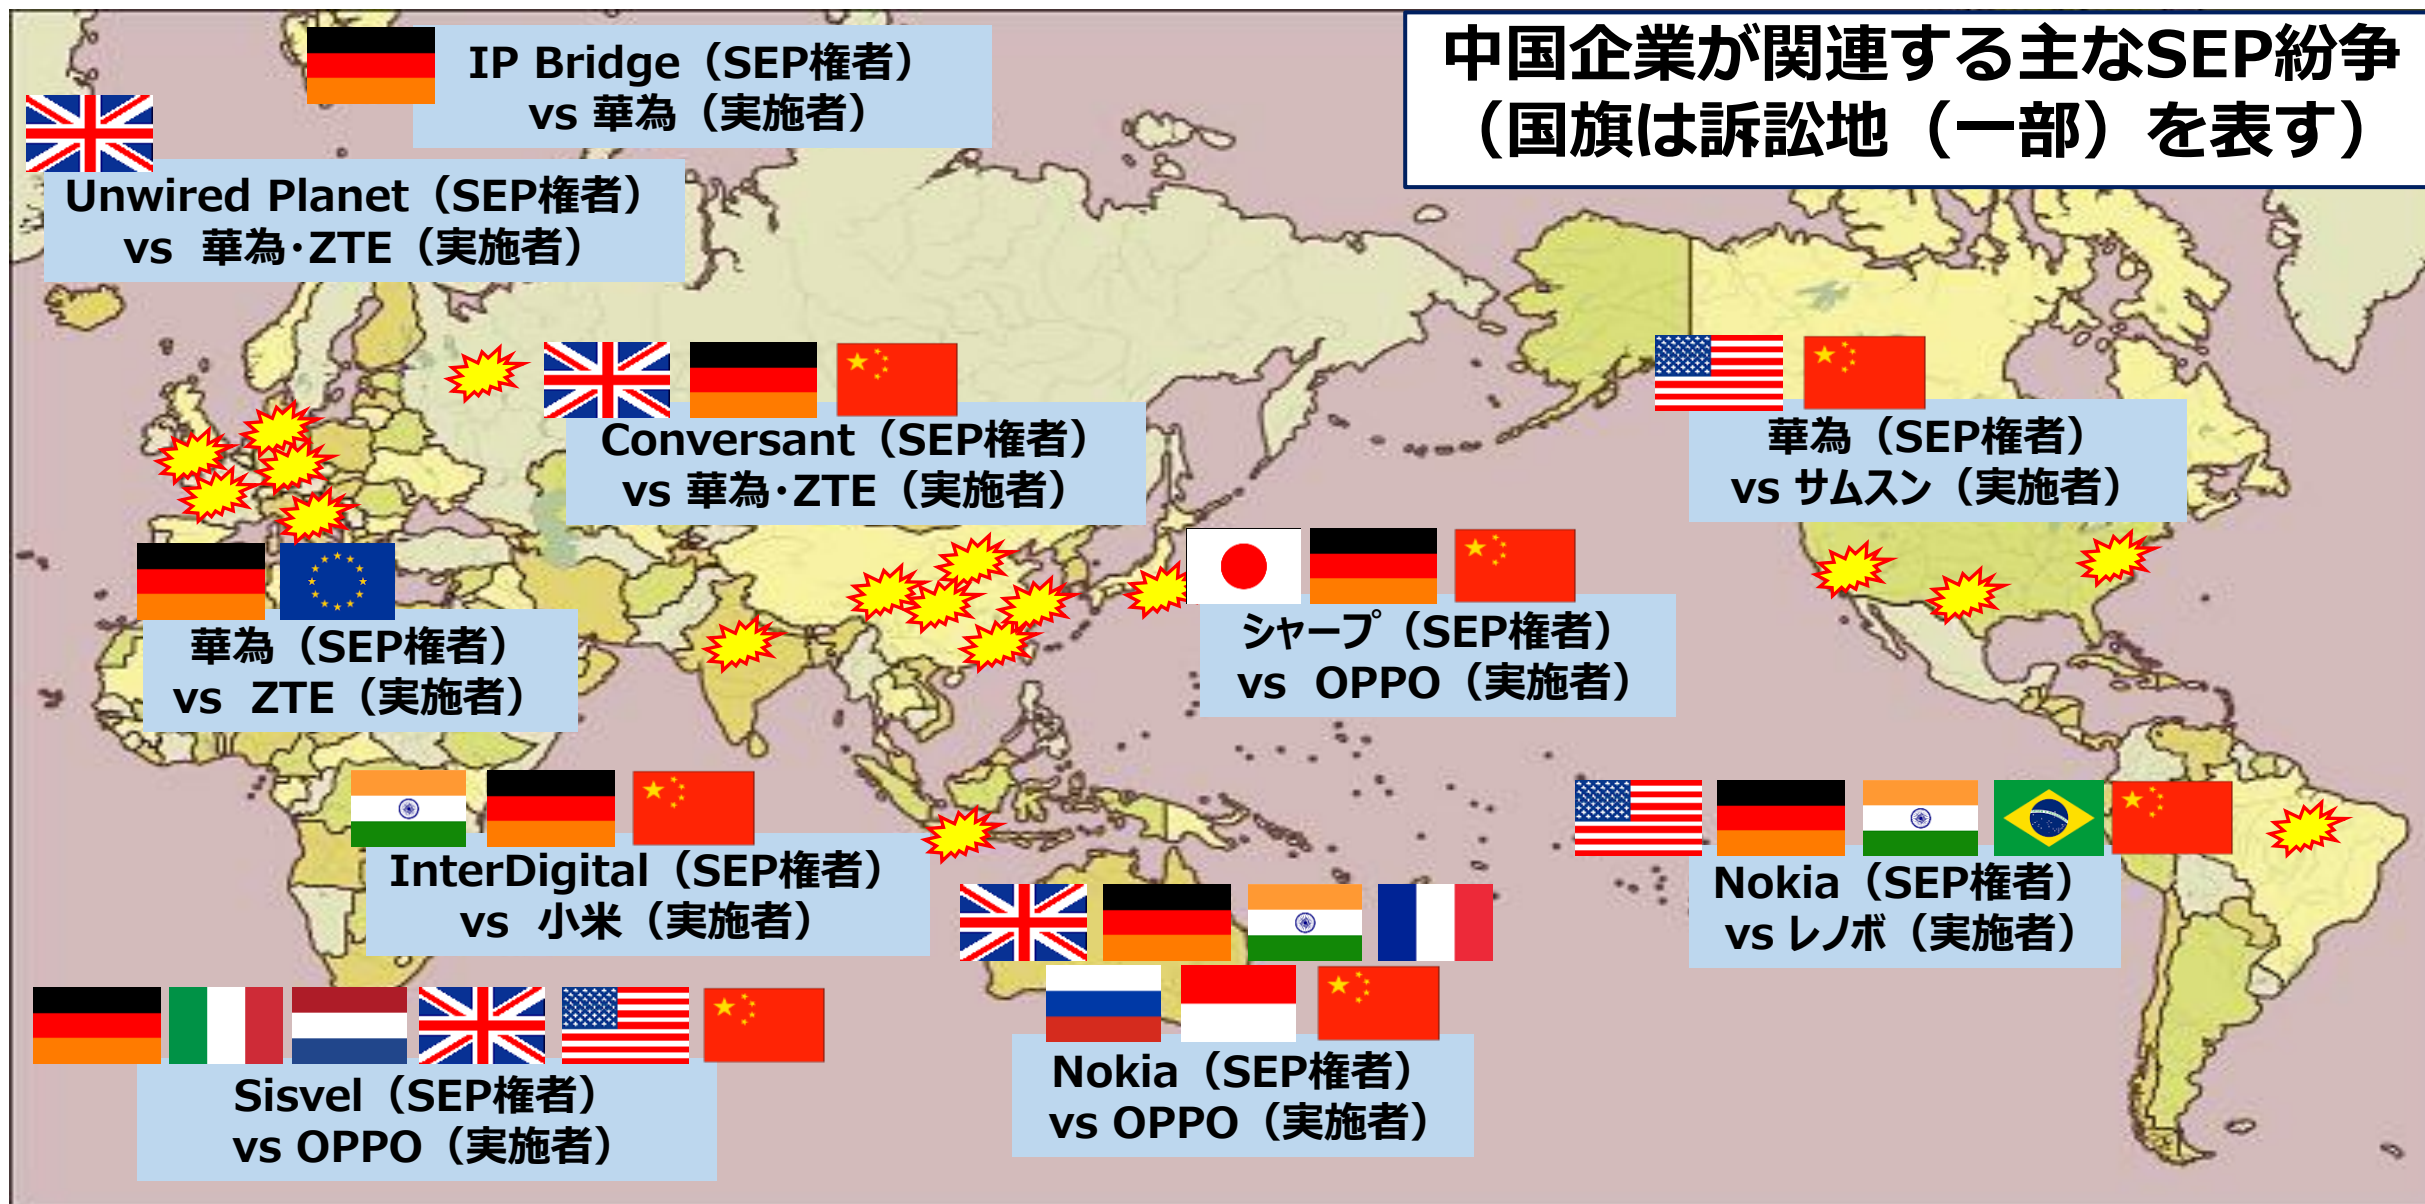 中国企業が関連する主なSEP紛争
（国旗は訴訟地（一部）を表す）
IP Bridge（SEP権者）
vs 華為（実施者）
Unwired Planet（SEP権者）
vs 華為・ZTE（実施者）
Conversant（SEP権者）
vs 華為・ZTE（実施者）
華為（SEP権者）
vs サムスン（実施者）
華為（SEP権者）
vs ZTE（実施者）
シャープ（SEP権者）
vs OPPO（実施者）
InterDigital（SEP権者）
vs 小米（実施者）
Nokia（SEP権者）
vs レノボ（実施者）
Sisvel（SEP権者）
vs OPPO（実施者）
Nokia（SEP権者）
vs OPPO（実施者）